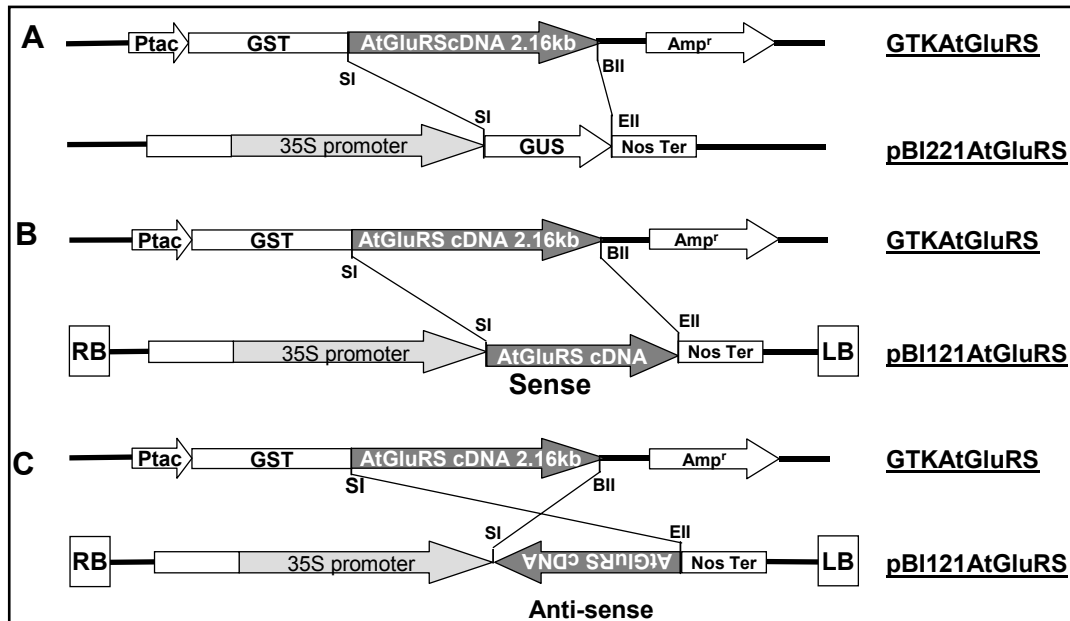 A
Ptac GST AtGluRScDNA 2.16kb Ampʳ GTKAtGluRS
SI BII
SI EII
35S promoter GUS Nos Ter pBI221AtGluRS
B
Ptac GST AtGluRS cDNA 2.16kb Ampʳ GTKAtGluRS
SI BII
SI EII
RB 35S promoter AtGluRS cDNA Nos Ter LB pBI121AtGluRS
Sense
C
Ptac GST AtGluRS cDNA 2.16kb Ampʳ GTKAtGluRS
SI BII
SI EII
RB 35S promoter AtGluRS cDNA Nos Ter LB pBI121AtGluRS
Anti-sense